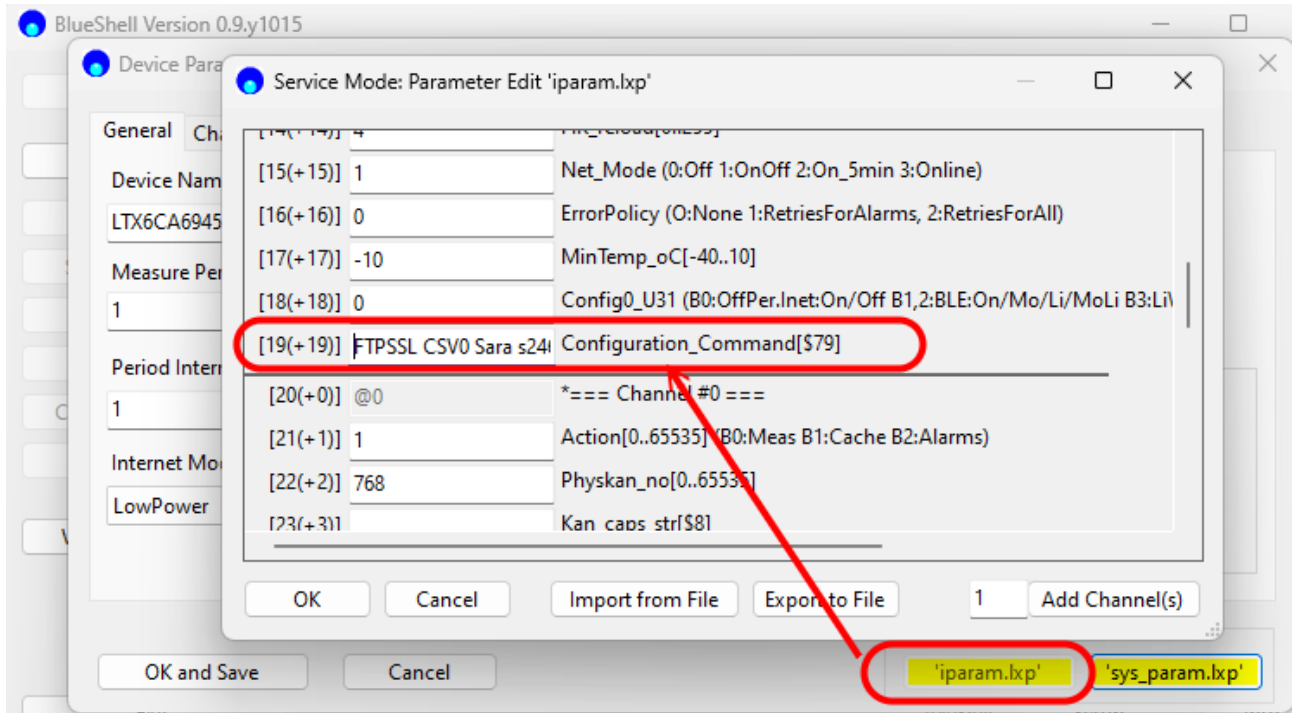 BlueShell Version 0.9.y1015
Device Para
Service Mode: Parameter Edit 'iparam.lxp'
General
Device Nam
LTX6CA6945
Measure Per
1
Period Interr
1
Internet Mo
LowPower
[15(+15)] 1 Net_Mode (0:Off 1:OnOff 2:On_5min 3:Online)
[16(+16)] 0 ErrorPolicy (O:None 1:RetriesForAlarms, 2:RetriesForAll)
[17(+17)] -10 MinTemp_oC[-40..10]
[18(+18)] 0 Config0_U31 (B0:OffPer.Inet:On/Off B1,2:BLE:On/Mo/Li/MoLi B3:Li
[19(+19)] FTPSSL CSV0 Sara s24 Configuration_Command[$79]
[20(+0)] @0 *=== Channel #0 ===
[21(+1)] 1 Action[0..65535] (B0:Meas B1:Cache B2:Alarms)
[22(+2)] 768 Physkan_no[0..65535]
[23(+3)] Kan_caps_str[$8]
OK Cancel Import from File Export to File 1 Add Channel(s)
OK and Save Cancel 'iparam.lxp' 'sys_param.lxp'